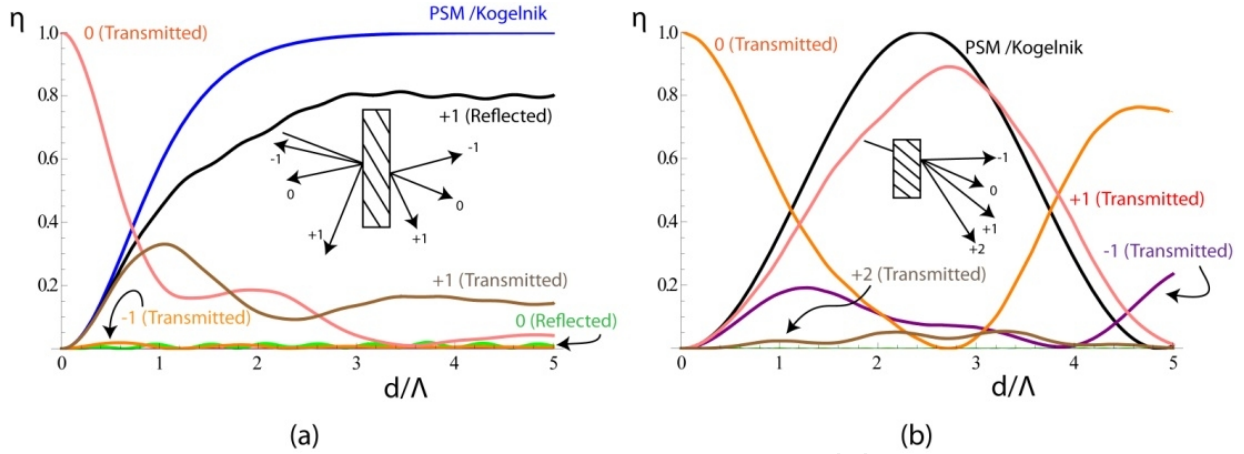 η
PSM /Kogelnik
1.0
0 (Transmitted)
0.8
+1 (Reflected)
0.6
-1
-1
0
0
0.4
+1
+1
0.2
+1 (Transmitted)
-1 (Transmitted)
0 (Reflected)
0 1 2 3 4 5
d/Λ
(a)
η
1.0
0 (Transmitted)
PSM /Kogelnik
0.8
0.6
-1
0
+1
+2
0.4
+1 (Transmitted)
-1 (Transmitted)
+2 (Transmitted)
0.2
0 1 2 3 4 5
d/Λ
(b)